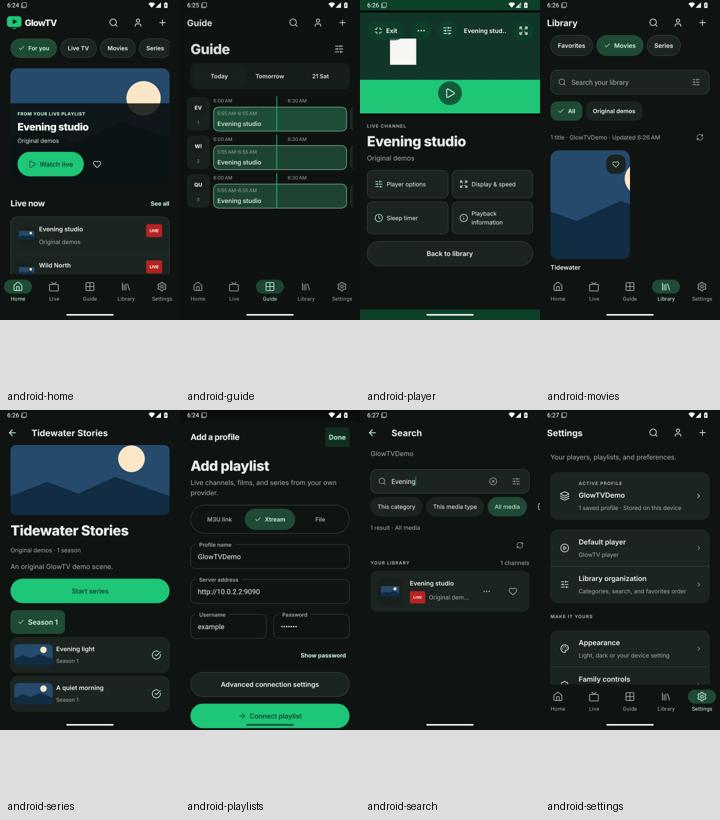 6:24
GlowTV
For you
Live TV
Movies
Series
FROM YOUR LIVE PLAYLIST
Evening studio
Original demos
Watch live
Live now
See all
Evening studio
Original demos
LIVE
Wild North
LIVE
Home
Live
Guide
Library
Settings
android-home
6:25
Guide
Guide
Today
Tomorrow
21 Sat
6:00 AM
6:30 AM
EV
1
5:55 AM–6:55 AM
Evening studio
6:00 AM
6:30 AM
WI
2
5:55 AM–6:55 AM
Evening studio
6:00 AM
6:30 AM
QU
3
5:55 AM–6:55 AM
Evening studio
Home
Live
Guide
Library
Settings
android-guide
6:26
Exit
Evening stud..
LIVE CHANNEL
Evening studio
Original demos
Player options
Display & speed
Sleep timer
Playback
information
Back to library
android-player
6:26
Library
Favorites
Movies
Series
Search your library
All
Original demos
1 title · GlowTVDemo · Updated 6:26 AM
Tidewater
Home
Live
Guide
Library
Settings
android-movies
6:26
Tidewater Stories
Tidewater Stories
Original demos · 1 season
An original GlowTV demo scene.
Start series
Season 1
Evening light
Season 1
A quiet morning
Season 1
android-series
6:24
Add a profile
Done
Add playlist
Live channels, films, and series from your own
provider.
M3U link
Xtream
File
Profile name
GlowTVDemo
Server address
http://10.0.2.2:9090
Username
example
Password
•••••••
Show password
Advanced connection settings
Connect playlist
android-playlists
6:27
Search
GlowTVDemo
Evening
This category
This media type
All media
1 result · All media
YOUR LIBRARY
1 channels
Evening studio
LIVE
Original dem...
android-search
6:27
Settings
Your players, playlists, and preferences.
ACTIVE PROFILE
GlowTVDemo
1 saved profile · Stored on this device
Default player
GlowTV player
Library organization
Categories, search, and favorites order
MAKE IT YOURS
Appearance
Light, dark or your device setting
Family controls
Home
Live
Guide
Library
Settings
android-settings